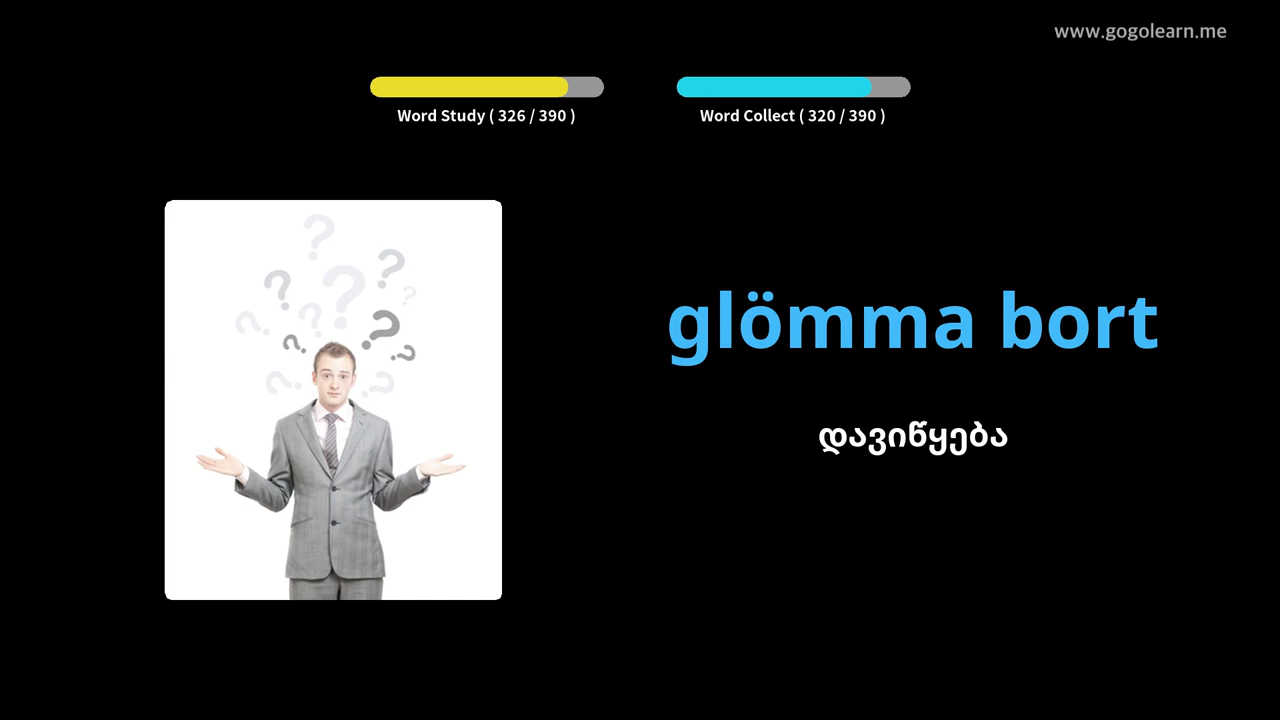 www.gogolearn.me
Word Study ( 326 / 390 )
Word Collect ( 320 / 390 )
glömma bort
დავიწყება